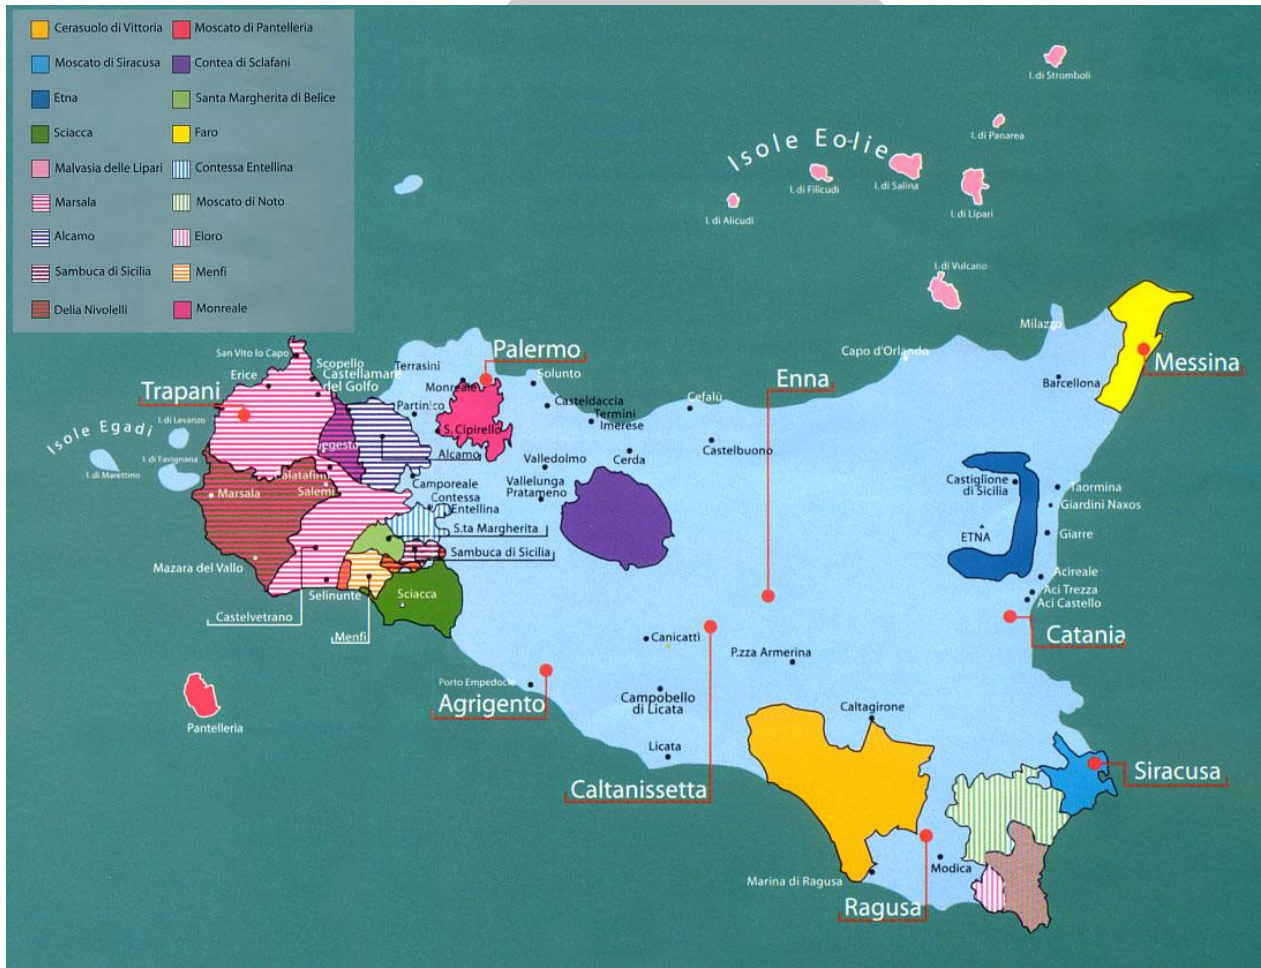 Cerasuolo di Vittoria
Moscato di Pantelleria
Moscato di Siracusa
Contea di Sclafani
Etna
Santa Margherita di Belice
Sciacca
Faro
Malvasia delle Lipari
Contessa Entellina
Marsala
Moscato di Noto
Alcamo
Eloro
Sambuca di Sicilia
Menfi
Delia Nivolelli
Monreale
I. di Stromboli
I. di Panarea
Isole Eolie
I. di Filicudi
I. di Salina
I. di Alicudi
I. di Lipari
I. di Vulcano
Milazzo
Capo d'Orlando
Messina
Barcellona
Palermo
San Vito lo Capo
Scopello
Erice
Castellamare
del Golfo
Terrasini
Monreale
Solunto
Enna
Trapani
Partinico
Casteldaccia
Cefalù
Termini
Imerese
I. di Levanzo
Isole Egadi
S. Cipirello
Segesta
Alcamo
Castelbuono
Valledolmo
Cerda
I. di Favignana
I. di Marettino
Calatafimi
Salemi
Camporeale
Vallelunga
Pratameno
Castiglione
di Sicilia
Taormina
Marsala
Contessa
Entellina
Giardini Naxos
S.ta Margherita
ETNA
Giarre
Sambuca di Sicilia
Mazara del Vallo
Acireale
Selinunte
Sciacca
Aci Trezza
Aci Castello
Castelvetrano
Menfi
Canicattì
Catania
P.zza Armerina
Porto Empedocle
Agrigento
Campobello
di Licata
Caltagirone
Pantelleria
Licata
Siracusa
Caltanissetta
Modica
Marina di Ragusa
Ragusa